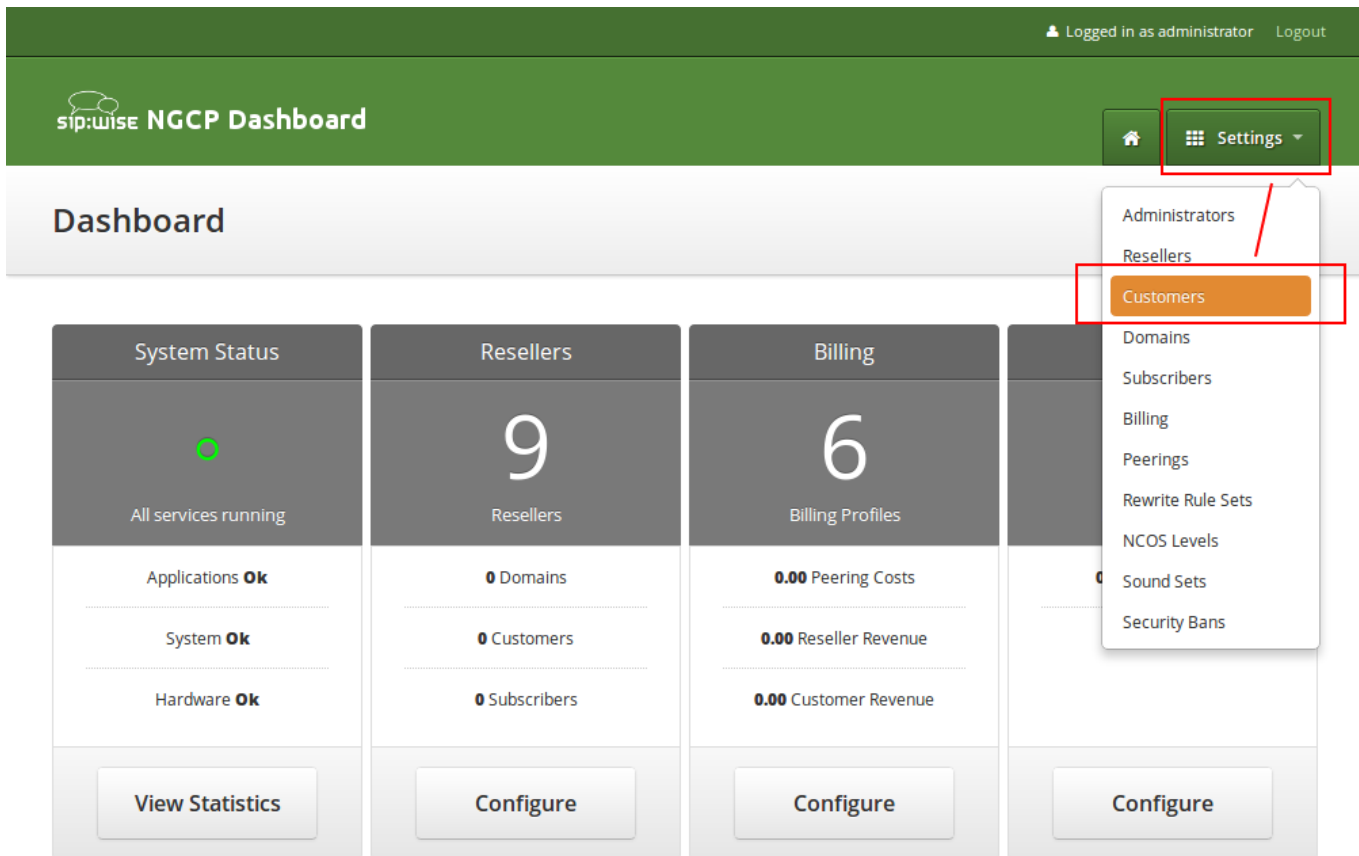 Logged in as administrator Logout
sip:wise NGCP Dashboard
Settings
Dashboard
Administrators
Resellers
Customers
Domains
Subscribers
Billing
Peerings
Rewrite Rule Sets
NCOS Levels
Sound Sets
Security Bans
System Status
All services running
Applications Ok
System Ok
Hardware Ok
View Statistics
Resellers
9
Resellers
0 Domains
0 Customers
0 Subscribers
Configure
Billing
6
Billing Profiles
0.00 Peering Costs
0.00 Reseller Revenue
0.00 Customer Revenue
Configure
Configure